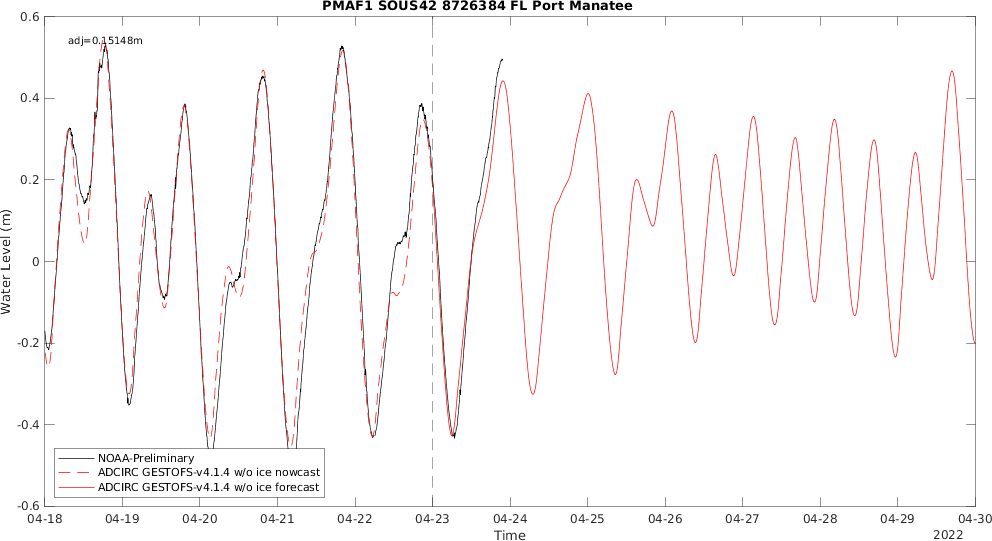 PMAF1 SOUS42 8726384 FL Port Manatee
adj=0.15148m
Water Level (m)
0.6
0.4
0.2
0
-0.2
-0.4
-0.6
NOAA-Preliminary
ADCIRC GESTOFS-v4.1.4 w/o ice nowcast
ADCIRC GESTOFS-v4.1.4 w/o ice forecast
04-18 04-19 04-20 04-21 04-22 04-23 04-24 04-25 04-26 04-27 04-28 04-29 04-30
Time
2022